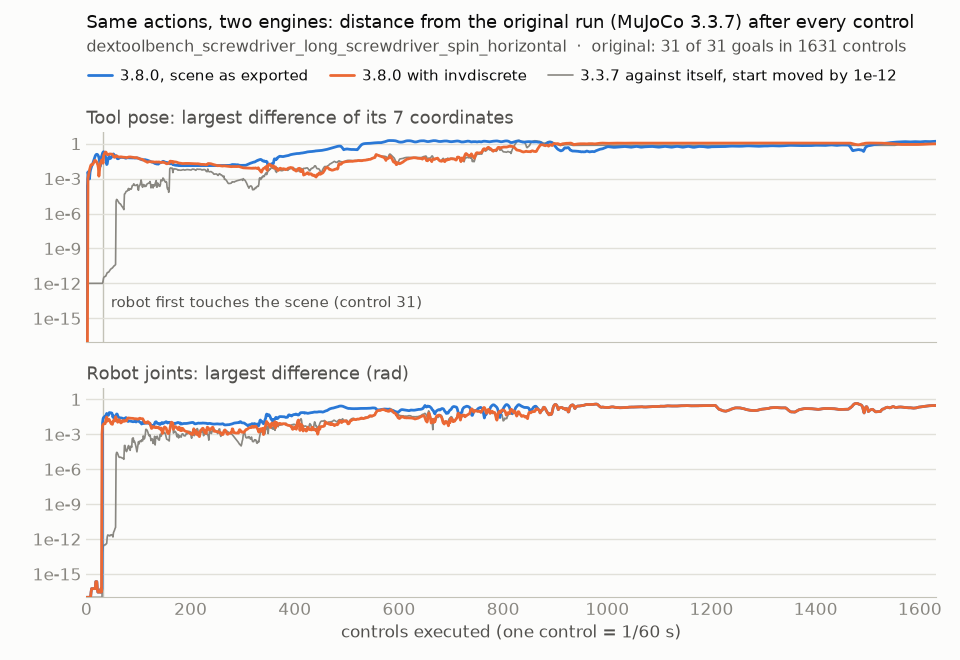 Same actions, two engines: distance from the original run (MuJoCo 3.3.7) after every control
dextoolbench_screwdriver_long_screwdriver_spin_horizontal · original: 31 of 31 goals in 1631 controls
3.8.0, scene as exported 3.8.0 with invdiscrete 3.3.7 against itself, start moved by 1e-12
Tool pose: largest difference of its 7 coordinates
1
1e-3
1e-6
1e-9
1e-12
robot first touches the scene (control 31)
1e-15
Robot joints: largest difference (rad)
1
1e-3
1e-6
1e-9
1e-12
1e-15
0 200 400 600 800 1000 1200 1400 1600
controls executed (one control = 1/60 s)